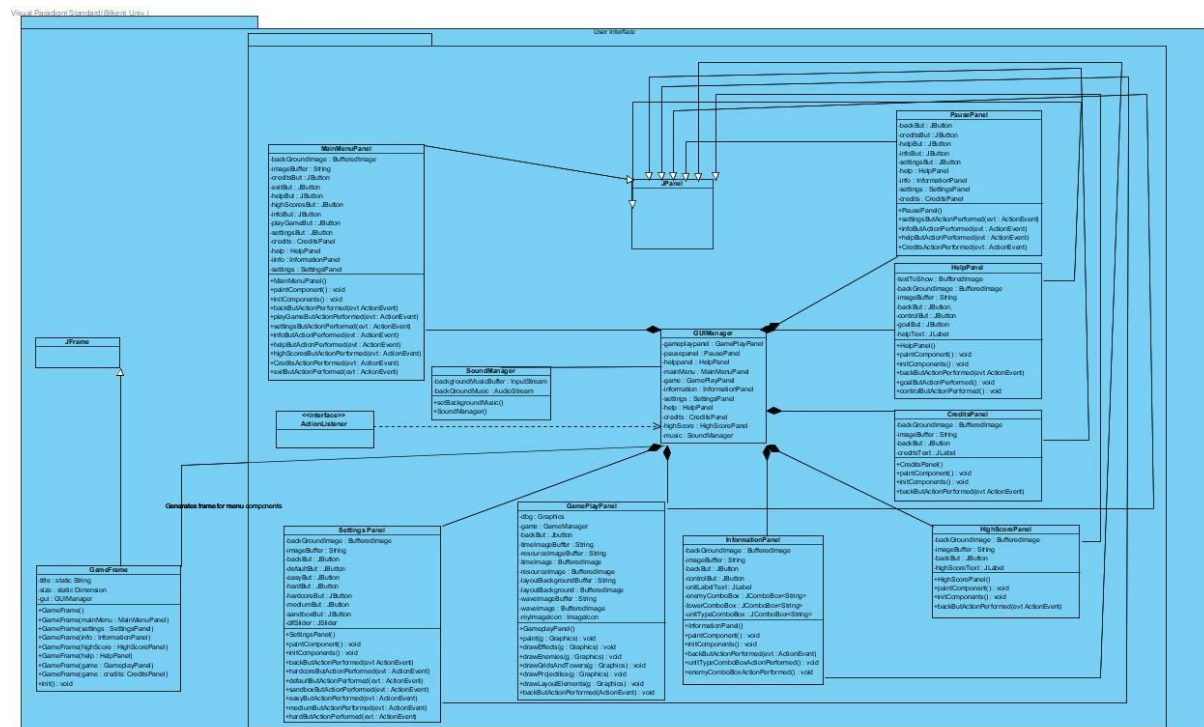 Visual Paradigm Standard(Bilkent Univ.)
User Interface
MainMenuPanel
-backGroundImage : BufferedImage
-imageBuffer : String
-creditsBut : JButton
-exitBut : JButton
-helpBut : JButton
-highScoresBut : JButton
-infoBut : JButton
-playGameBut : JButton
-settingsBut : JButton
-credits : CreditsPanel
-help : HelpPanel
-info : InformationPanel
-settings : SettingsPanel
+MainMenuPanel()
+paintComponent() : void
+initComponents() : void
+backButActionPerformed(evt ActionEvent)
+playGameButActionPerformed(evt : ActionEvent)
+settingsButActionPerformed(evt : ActionEvent)
+infoButActionPerformed(evt : ActionEvent)
+helpButActionPerformed(evt : ActionEvent)
+highScoresButActionPerformed(evt : ActionEvent)
+CreditsActionPerformed(evt : ActionEvent)
+exitButActionPerformed(evt : ActionEvent)
JPanel
PausePanel
-backBut : JButton
-creditsBut : JButton
-helpBut : JButton
-infoBut : JButton
-settingsBut : JButton
-help : HelpPanel
-info : InformationPanel
-settings : SettingsPanel
-credits : CreditsPanel
+PausePanel()
+settingsButActionPerformed(evt : ActionEvent)
+infoButActionPerformed(evt : ActionEvent)
+helpButActionPerformed(evt : ActionEvent)
+CreditsActionPerformed(evt : ActionEvent)
HelpPanel
-textToShow : BufferedImage
-backGroundImage : BufferedImage
-imageBuffer : String
-backBut : JButton
-controlBut : JButton
-goalBut : JButton
-helpText : JLabel
+HelpPanel()
+paintComponent() : void
+initComponents() : void
+backButActionPerformed(evt ActionEvent)
+goalButActionPerformed() : void
+controlButActionPerformed() : void
GUIManager
-gameplaypanel : GamePlayPanel
-pausepanel : PausePanel
-helppanel : HelpPanel
-mainMenu : MainMenuPanel
-game : GamePlayPanel
-information : InformationPanel
-settings : SettingsPanel
-help : HelpPanel
-credits : CreditsPanel
-highScore : HighScorePanel
-music : SoundManager
JFrame
SoundManager
-backgroundMusicBuffer : InputStream
-backGroundMusic : AudioStream
+setBackgroundMusic()
+SoundManager()
<<Interface>>
ActionListener
CreditsPanel
-backGroundImage : BufferedImage
-imageBuffer : String
-backBut : JButton
-creditsText : JLabel
+CreditsPanel()
+paintComponent() : void
+initComponents() : void
+backButActionPerformed(evt ActionEvent)
Generates frame for menu components
GameFrame
-title : static String
-size : static Dimension
-gui : GUIManager
+GameFrame()
+GameFrame(mainMenu : MainMenuPanel)
+GameFrame(settings : SettingsPanel)
+GameFrame(info : InformationPanel)
+GameFrame(highScore : HighScorePanel)
+GameFrame(help : HelpPanel)
+GameFrame(game : GameplayPanel)
+GameFrame(game : credits CreditsPanel)
+init() : void
Settings Panel
-backGroundImage : BufferedImage
-imageBuffer : String
-backBut : JButton
-defaultBut : JButton
-easyBut : JButton
-hardBut : JButton
-hardcoreBut : JButton
-mediumBut : JButton
-sandboxBut : JButton
-difSlider : JSlider
+SettingsPanel()
+paintComponent() : void
+initComponents() : void
+backButActionPerformed(evt ActionEvent)
+hardcoreButActionPerformed(evt : ActionEvent)
+defaultButActionPerformed(evt : ActionEvent)
+sandboxButActionPerformed(evt : ActionEvent)
+easyButActionPerformed(evt : ActionEvent)
+mediumButActionPerformed(evt : ActionEvent)
+hardButActionPerformed(evt : ActionEvent)
GamePlayPanel
-dbg : Graphics
-game : GameManager
-backBut : Jbutton
-timeImageBuffer : String
-resourceImageBuffer : String
-timeImage : BufferedImage
-resourceImage : BufferedImage
-layoutBackgroundBuffer : String
-layoutBackground : BufferedImage
-waveImageBuffer : String
-waveImage : BufferedImage
-myImageIcon : ImageIcon
+GameplayPanel()
+paint(g : Graphics) : void
+drawEffects(g : Graphics) : void
+drawEnemies(g : Graphics) : void
+drawGridsAndTowers(g : Graphics) : void
+drawProjectiles(g : Graphics) : void
+drawLayoutElements(g : Graphics) : void
+backButActionPerformed(ActionEvent) : void
InformationPanel
-backGroundImage : BufferedImage
-imageBuffer : String
-backBut : JButton
-controlBut : JButton
-unitLabelText : JLabel
-enemyComboBox : JComboBox<String>
-towerComboBox : JComboBox<String>
-unitTypeComboBox : JComboBox<String>
+InformationPanel()
+paintComponent() : void
+initComponents() : void
+backButActionPerformed(evt ActionEvent)
+unitTypeComboBoxActionPerformed() : void
+enemyComboBoxActionPerformed() : void
HighScorePanel
-backGroundImage : BufferedImage
-imageBuffer : String
-backBut : JButton
-highScoreText : JLabel
+HighScorePanel()
+paintComponent() : void
+initComponents() : void
+backButActionPerformed(evt ActionEvent)